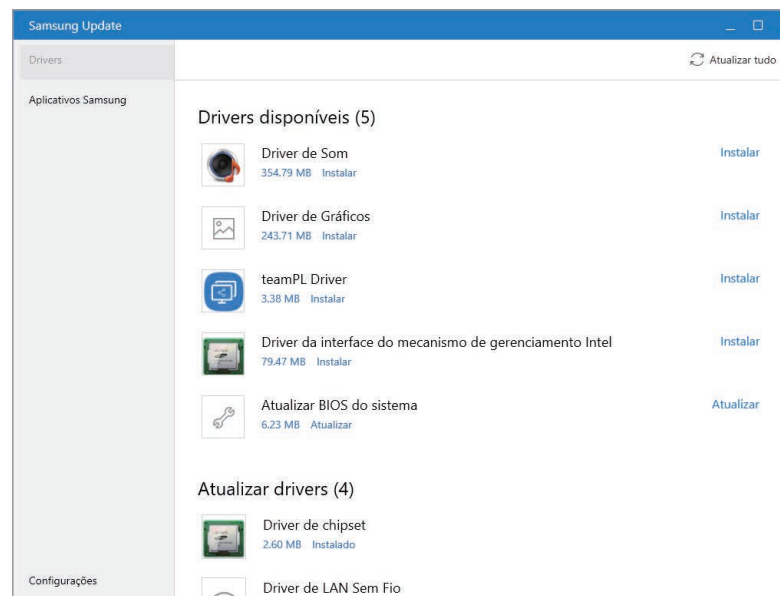 Samsung Update
Drivers
Atualizar tudo
Aplicativos Samsung
Drivers disponíveis (5)
Driver de Som
Instalar
354.79 MB Instalar
Driver de Gráficos
Instalar
243.71 MB Instalar
teamPL Driver
Instalar
3.38 MB Instalar
Driver da interface do mecanismo de gerenciamento Intel
Instalar
79.47 MB Instalar
Atualizar BIOS do sistema
Atualizar
6.23 MB Atualizar
Atualizar drivers (4)
Driver de chipset
2.60 MB Instalado
Configurações
Driver de LAN Sem Fio